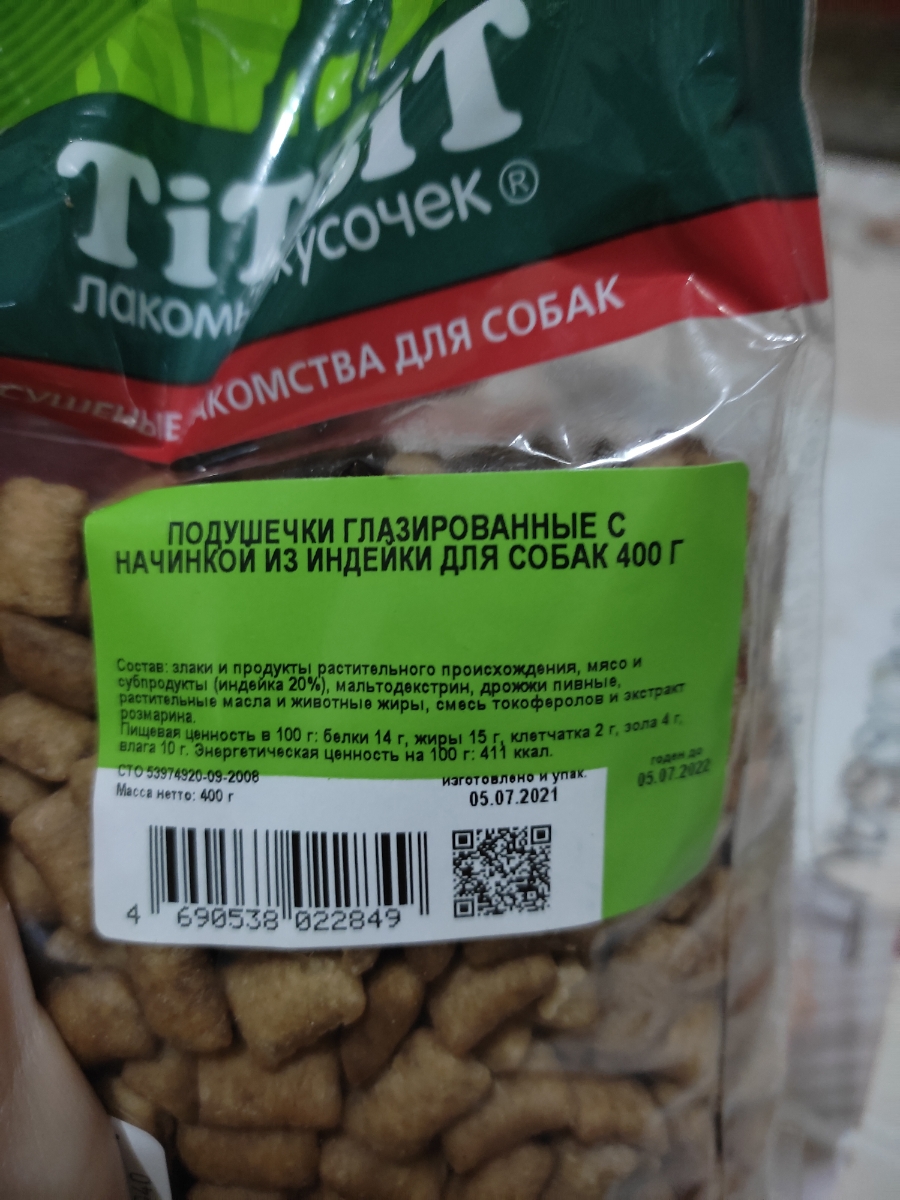 TiTBiT
лакомый кусочек ®
СУШЕНЫЕ ЛАКОМСТВА ДЛЯ СОБАК
ПОДУШЕЧКИ ГЛАЗИРОВАННЫЕ С
НАЧИНКОЙ ИЗ ИНДЕЙКИ ДЛЯ СОБАК 400 Г
Состав: злаки и продукты растительного происхождения, мясо и
субпродукты (индейка 20%), мальтодекстрин, дрожжи пивные,
растительные масла и животные жиры, смесь токоферолов и экстракт
розмарина.
Пищевая ценность в 100 г: белки 14 г, жиры 15 г, клетчатка 2 г, зола 4 г,
влага 10 г. Энергетическая ценность на 100 г: 411 ккал.
СТО 53974920-09-2008
Масса нетто: 400 г
изготовлено и упак.
05.07.2021
годен до
05.07.2022
4 690538 022849